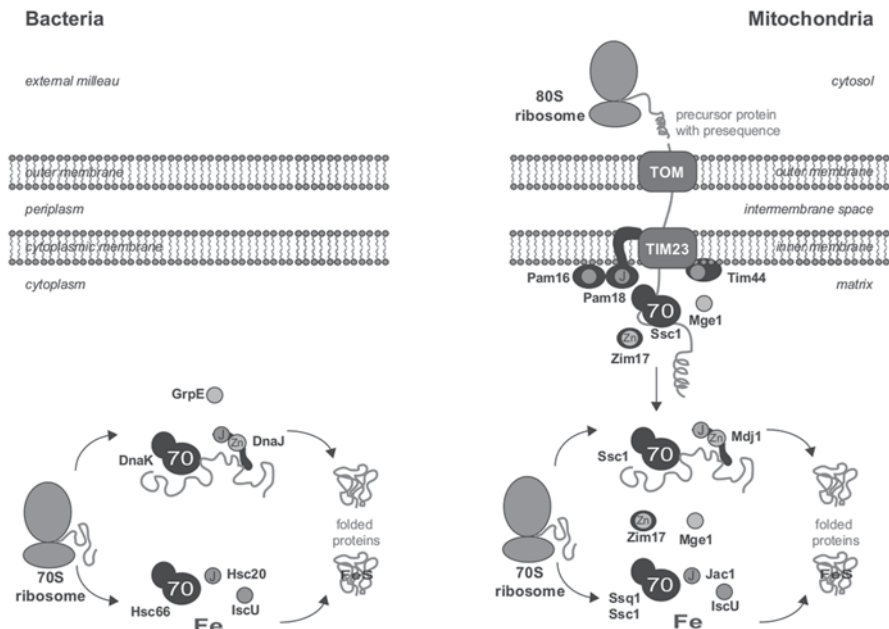 Bacteria
external milleau
outer membrane
periplasm
cytoplasmic membrane
cytoplasm
GrpE
J
Zn
DnaJ
DnaK
70
70S
ribosome
folded
proteins
FeS
70
J
Hsc20
Hsc66
IscU
Fe
Mitochondria
cytosol
80S
ribosome
precursor protein
with presequence
TOM
outer membrane
intermembrane space
TIM23
inner membrane
Pam16
J
Pam18
Tim44
matrix
70
Ssc1
Mge1
Zn
Zim17
Ssc1
70
J
Zn
Mdj1
Zn
Zim17
Mge1
folded
proteins
FeS
70S
ribosome
70
J
Jac1
Ssq1
Ssc1
IscU
Fe